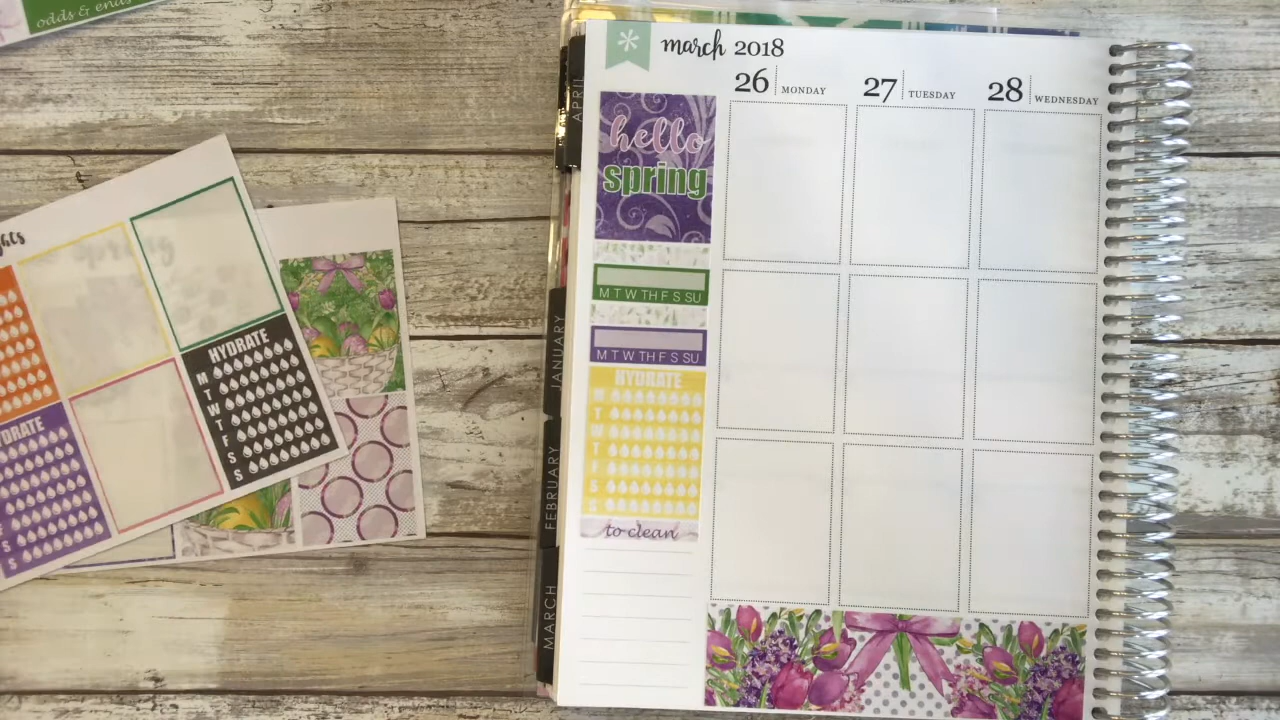 odds & ends
march 2018
26 MONDAY
27 TUESDAY
28 WEDNESDAY
hello
spring
M T W TH F S SU
M T W TH F S SU
HYDRATE
M
T
W
T
F
S
S
to clean
APRIL
JANUARY
FEBRUARY
MARCH
HYDRATE
M
T
W
T
F
S
S
S
S